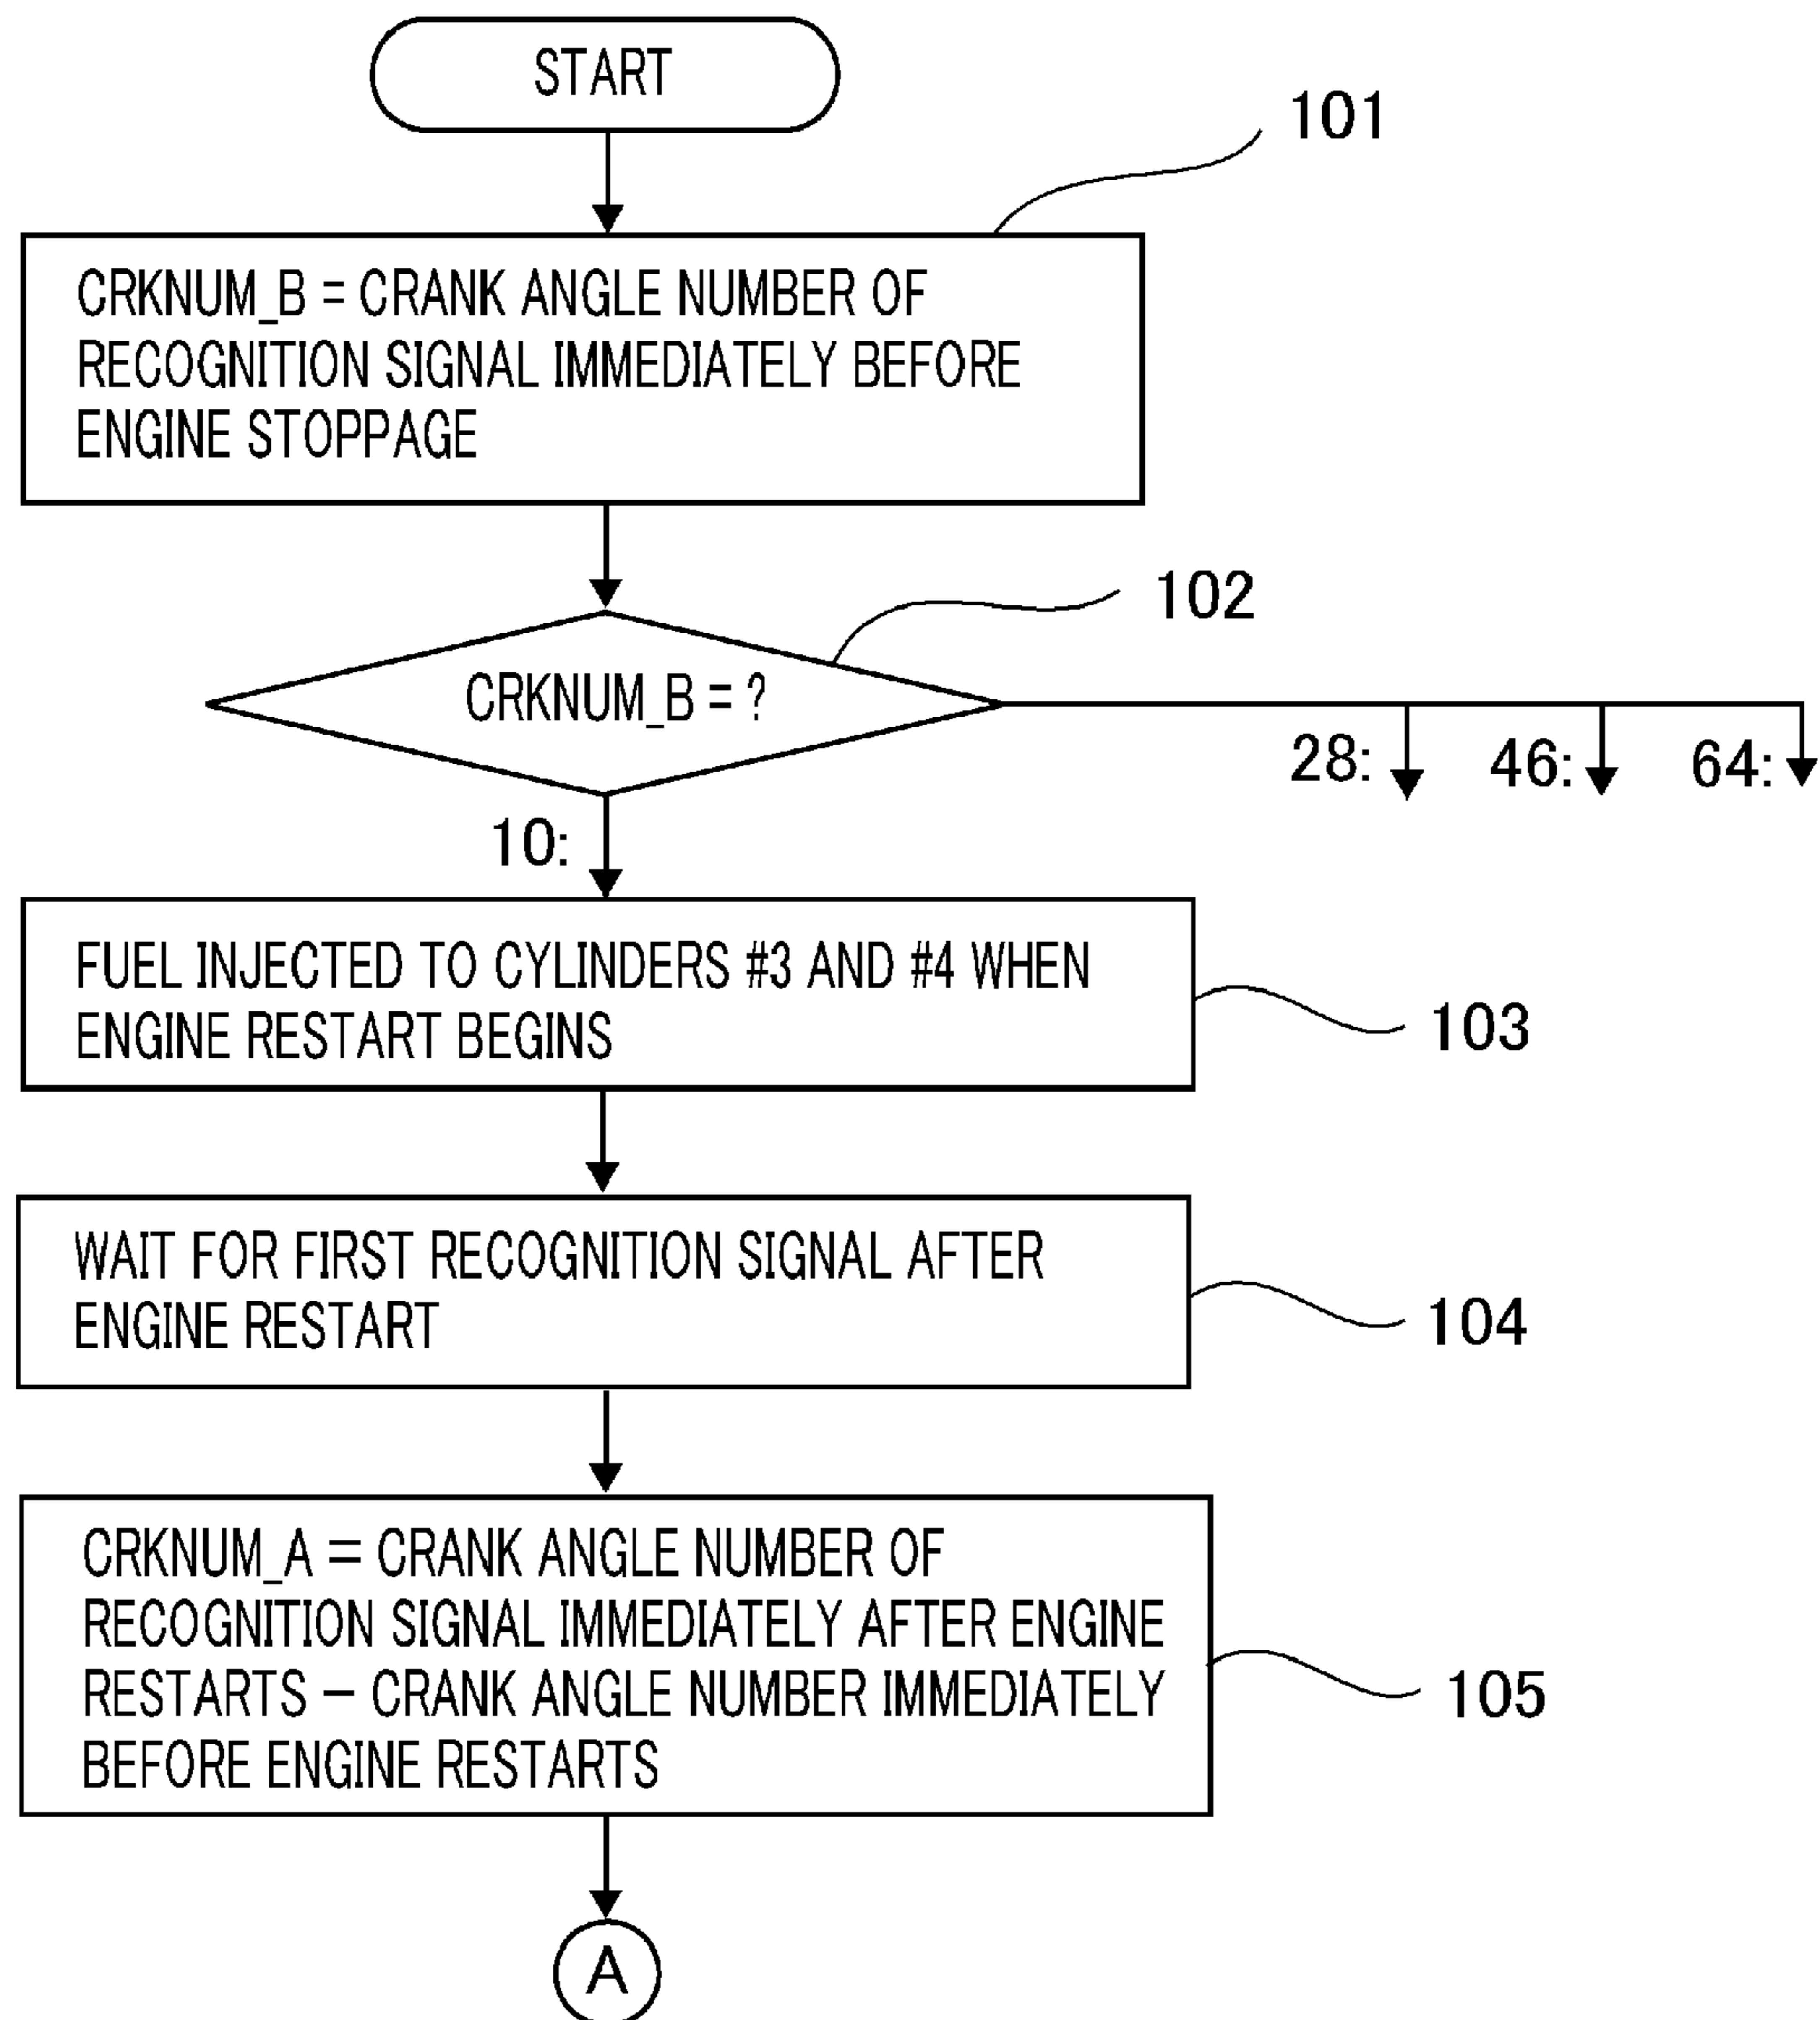 START
101
CRKNUM_B = CRANK ANGLE NUMBER OF
RECOGNITION SIGNAL IMMEDIATELY BEFORE
ENGINE STOPPAGE
102
CRKNUM_B = ?
28:
46:
64:
10:
FUEL INJECTED TO CYLINDERS #3 AND #4 WHEN
ENGINE RESTART BEGINS
103
WAIT FOR FIRST RECOGNITION SIGNAL AFTER
ENGINE RESTART
104
CRKNUM_A = CRANK ANGLE NUMBER OF
RECOGNITION SIGNAL IMMEDIATELY AFTER ENGINE
RESTARTS − CRANK ANGLE NUMBER IMMEDIATELY
BEFORE ENGINE RESTARTS
105
A